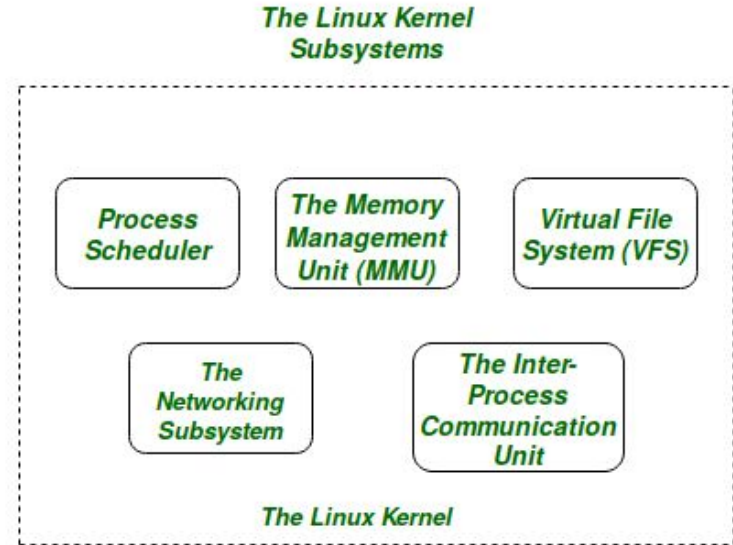 The Linux Kernel
Subsystems
Process
Scheduler
The Memory
Management
Unit (MMU)
Virtual File
System (VFS)
The
Networking
Subsystem
The Inter-
Process
Communication
Unit
The Linux Kernel